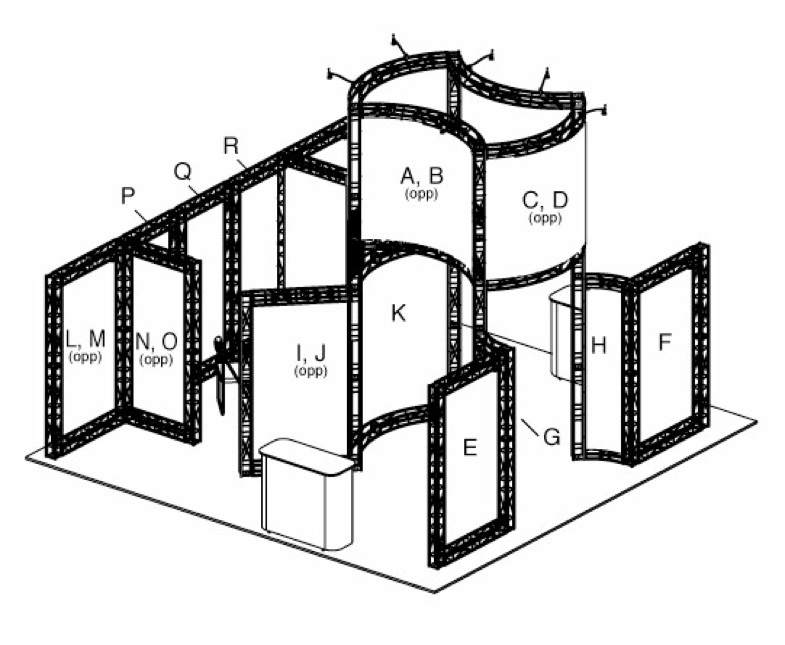 R
Q
P
A, B
(opp)
C, D
(opp)
K
L, M
(opp)
N, O
(opp)
I, J
(opp)
H
F
E
G